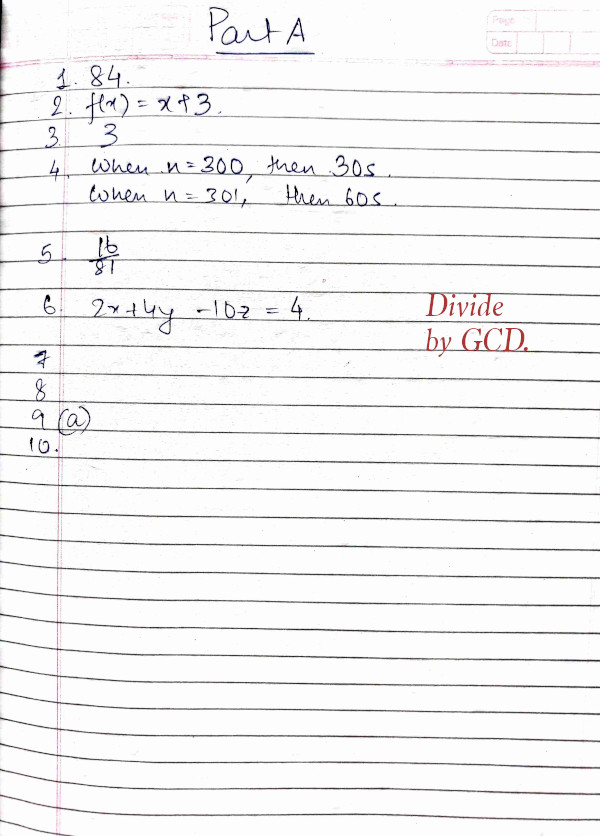 Part A
Page
Date
1. 84.
2. f(x) = x+3.
3. 3
4. When n = 300, then 30s.
When n = 301, then 60s.
5. 16/81
6. 2x+4y -10z = 4.
Divide
by GCD.
7
8
9 (a)
10.